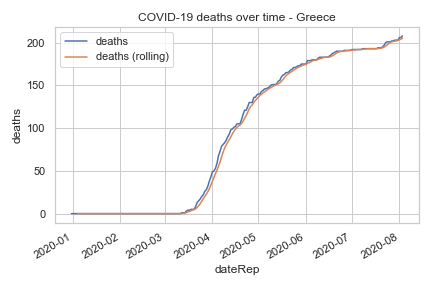 COVID-19 deaths over time - Greece
deaths
deaths (rolling)
200
150
100
50
0
deaths
2020-01
2020-02
2020-03
2020-04
2020-05
2020-06
2020-07
2020-08
dateRep